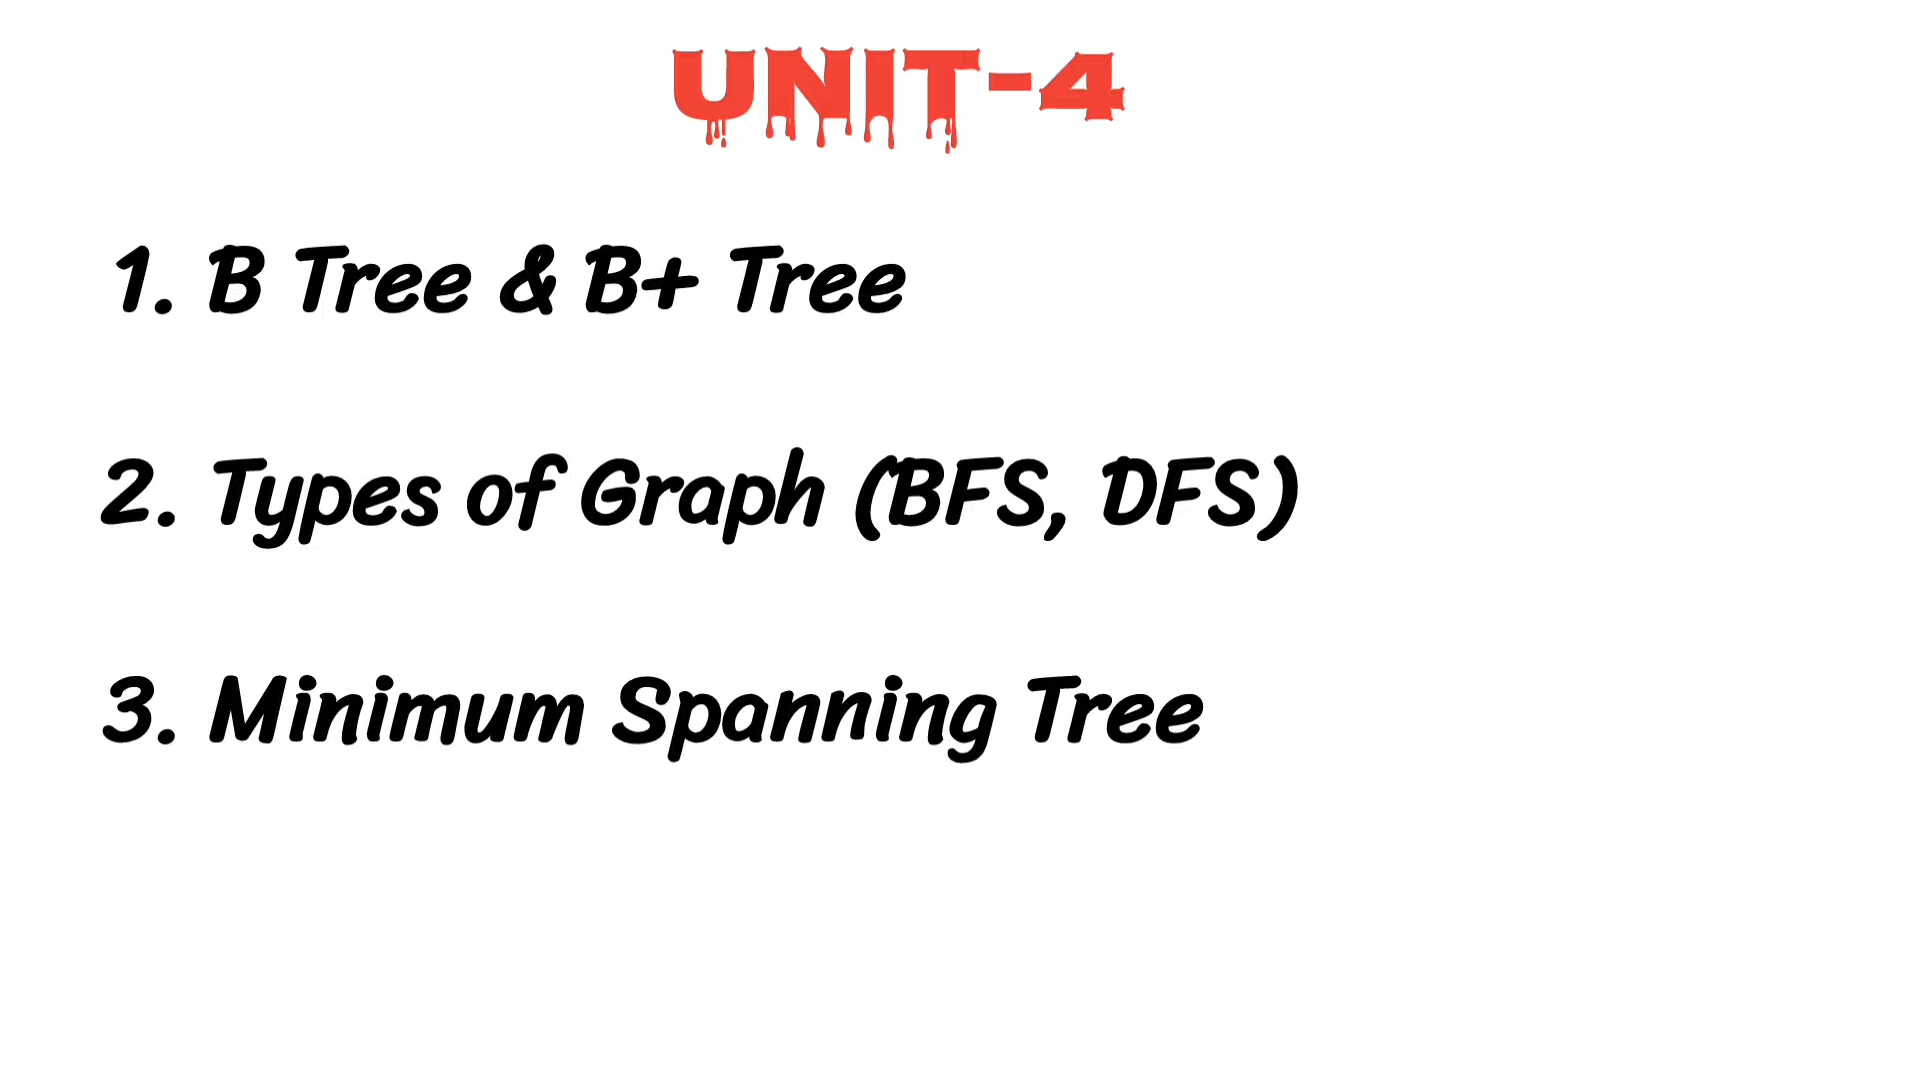 UNIT-4
1. B Tree & B+ Tree
2. Types of Graph (BFS, DFS)
3. Minimum Spanning Tree